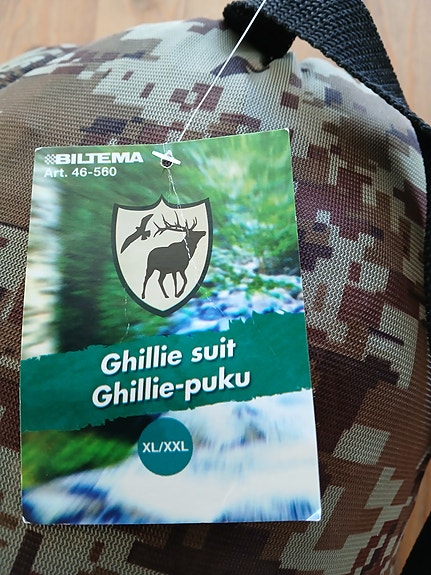 BILTEMA
Art. 46-560
Ghillie suit
Ghillie-puku
XL/XXL